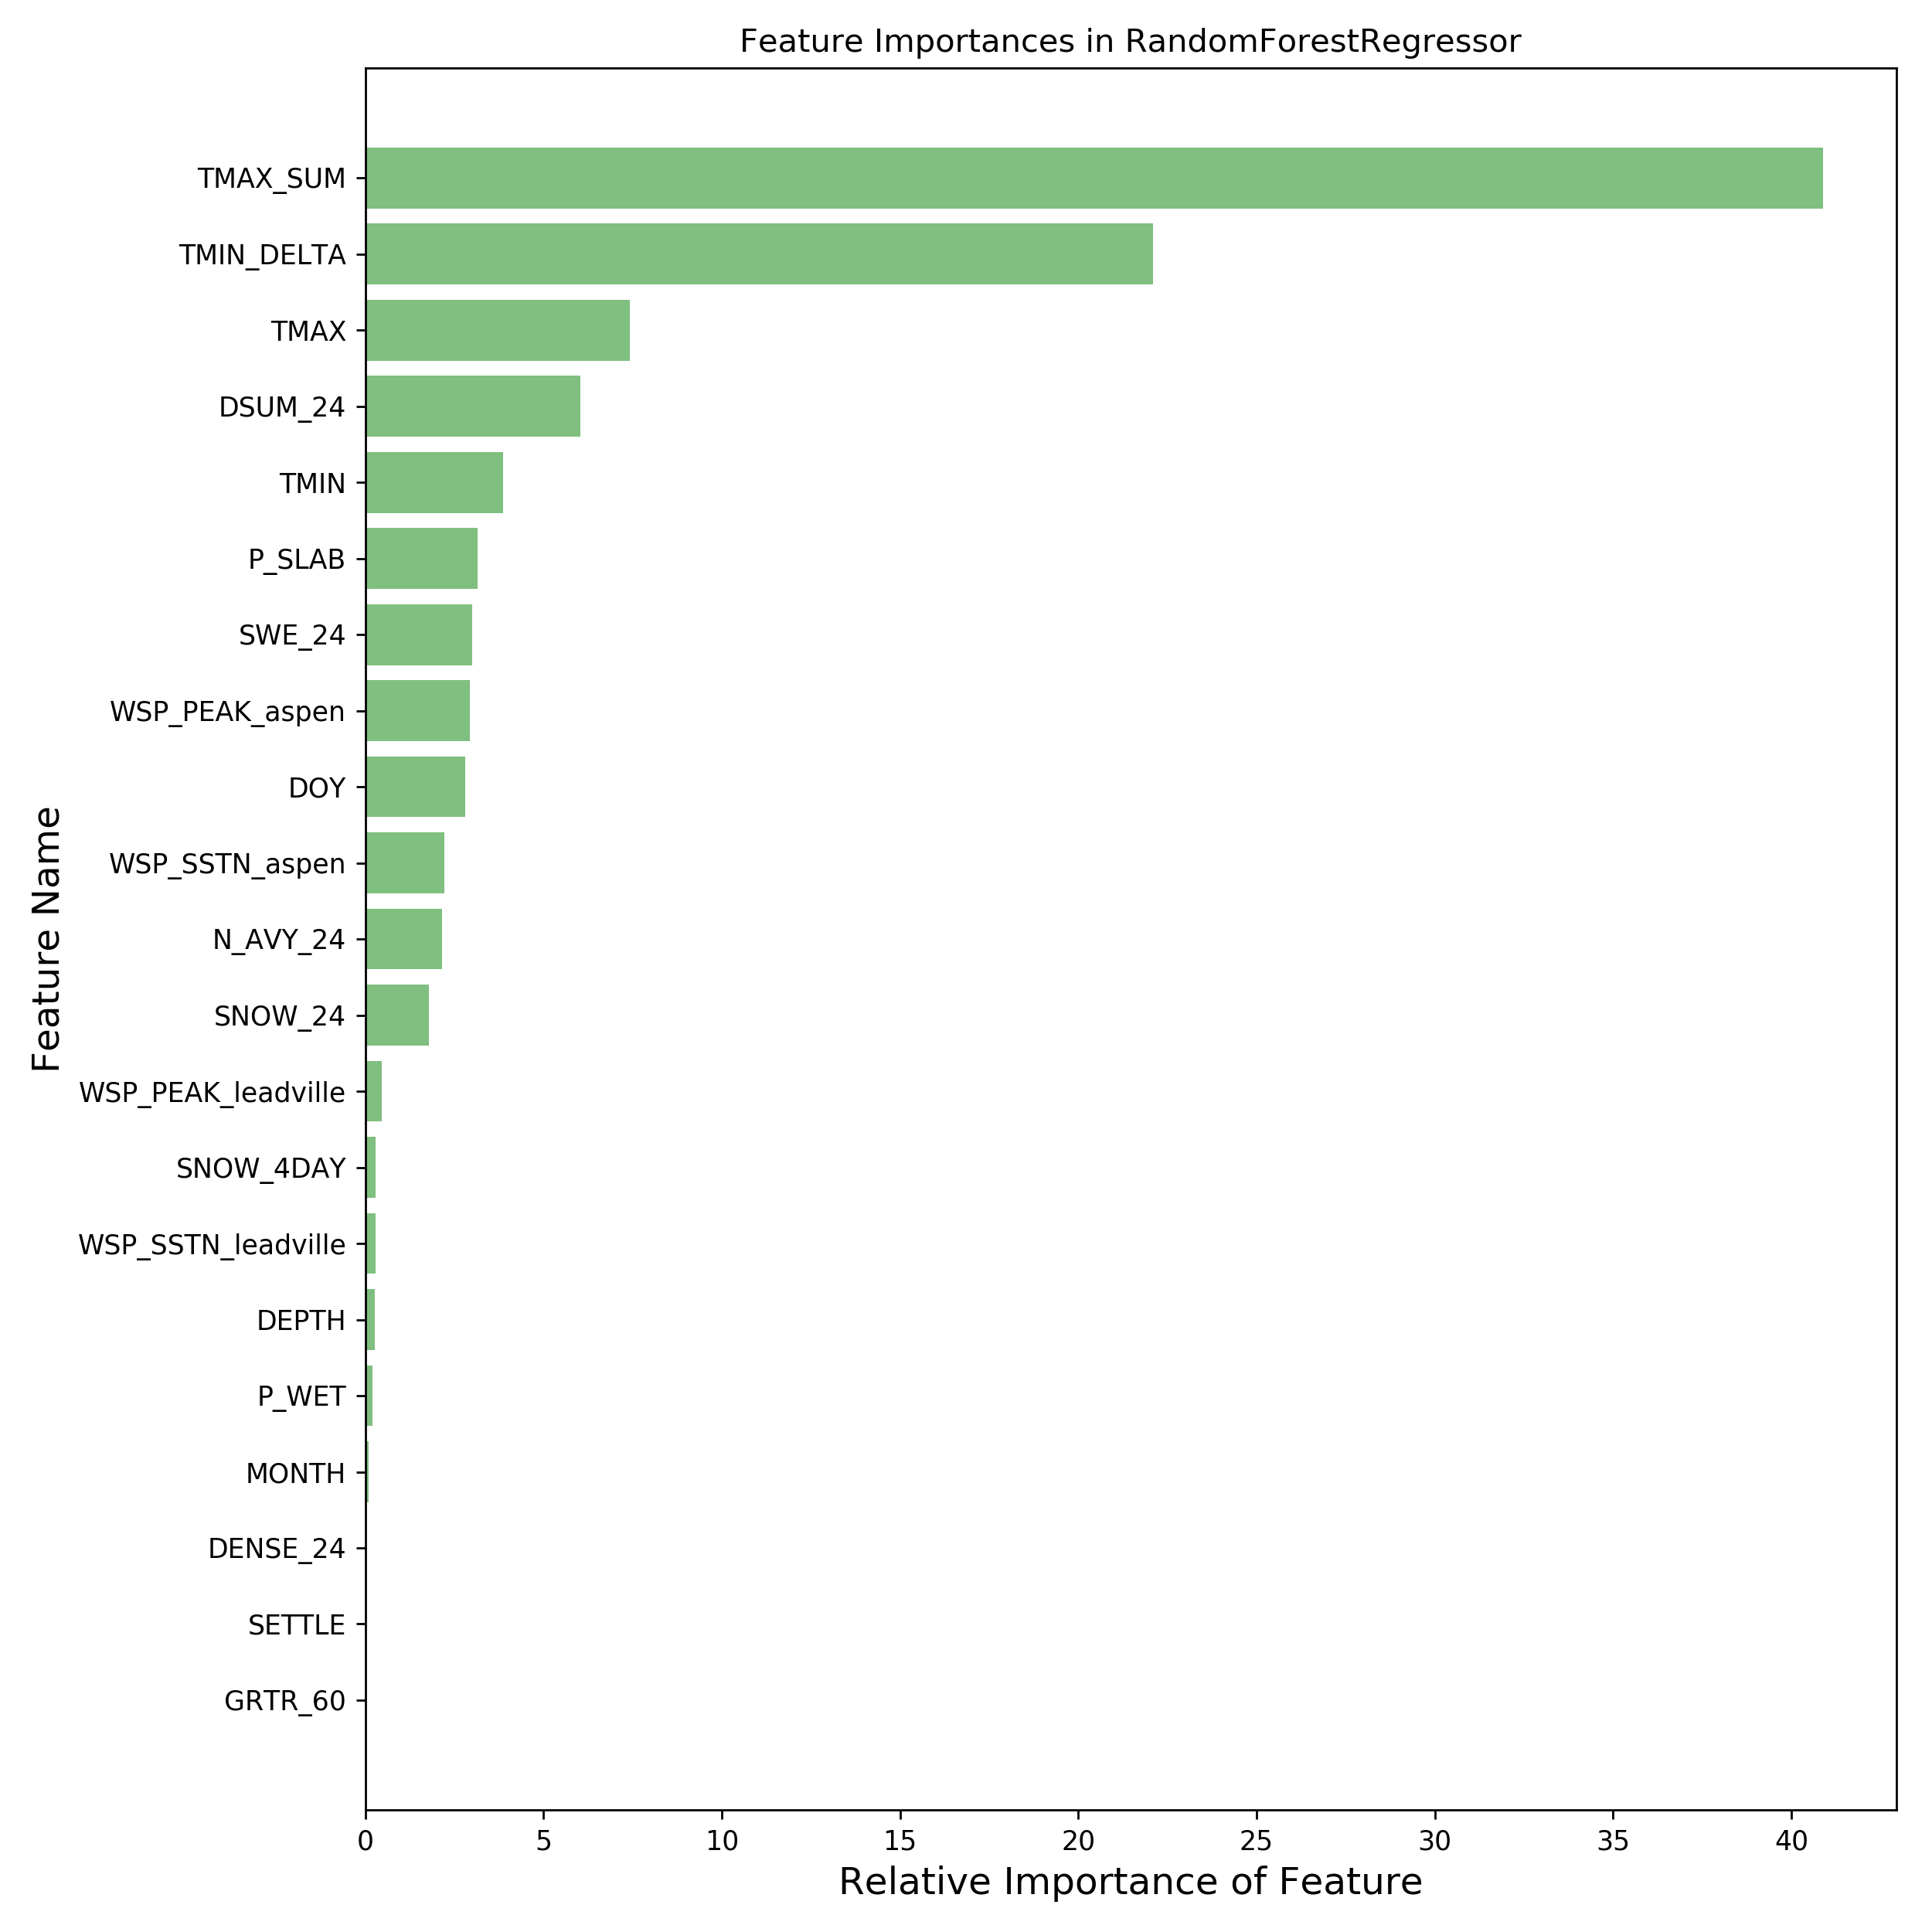 Feature Importances in RandomForestRegressor
TMAX_SUM
TMIN_DELTA
TMAX
DSUM_24
TMIN
P_SLAB
SWE_24
WSP_PEAK_aspen
DOY
WSP_SSTN_aspen
N_AVY_24
SNOW_24
WSP_PEAK_leadville
SNOW_4DAY
WSP_SSTN_leadville
DEPTH
P_WET
MONTH
DENSE_24
SETTLE
GRTR_60
Feature Name
0 5 10 15 20 25 30 35 40
Relative Importance of Feature